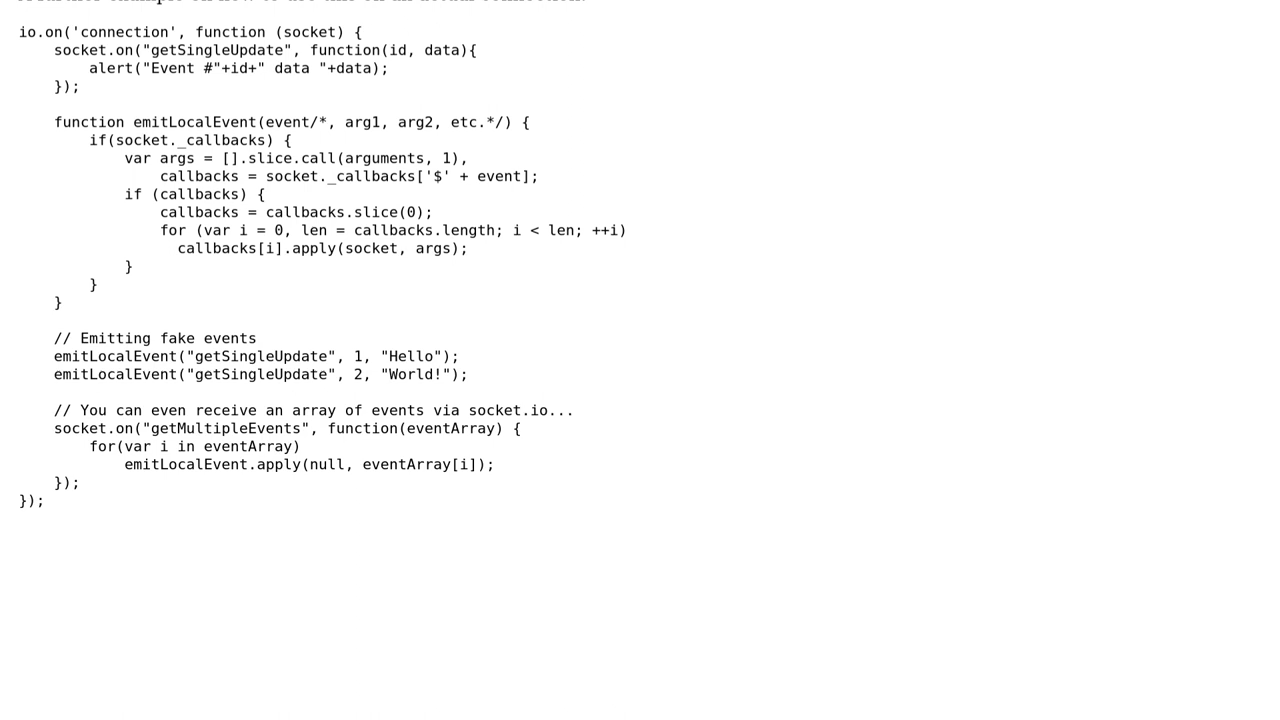 io.on('connection', function (socket) {
    socket.on("getSingleUpdate", function(id, data){
        alert("Event #"+id+" data "+data);
    });

    function emitLocalEvent(event/*, arg1, arg2, etc.*/) {
        if(socket._callbacks) {
            var args = [].slice.call(arguments, 1),
                callbacks = socket._callbacks['$' + event];
            if (callbacks) {
                callbacks = callbacks.slice(0);
                for (var i = 0, len = callbacks.length; i < len; ++i)
                  callbacks[i].apply(socket, args);
            }
        }
    }

    // Emitting fake events
    emitLocalEvent("getSingleUpdate", 1, "Hello");
    emitLocalEvent("getSingleUpdate", 2, "World!");

    // You can even receive an array of events via socket.io...
    socket.on("getMultipleEvents", function(eventArray) {
        for(var i in eventArray)
            emitLocalEvent.apply(null, eventArray[i]);
    });
});